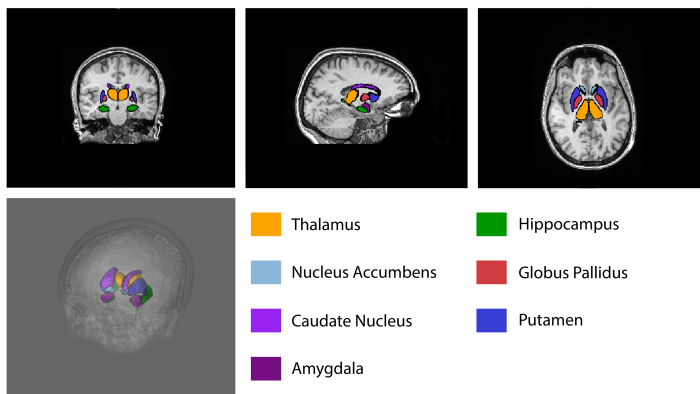 Thalamus
Hippocampus
Nucleus Accumbens
Globus Pallidus
Caudate Nucleus
Putamen
Amygdala